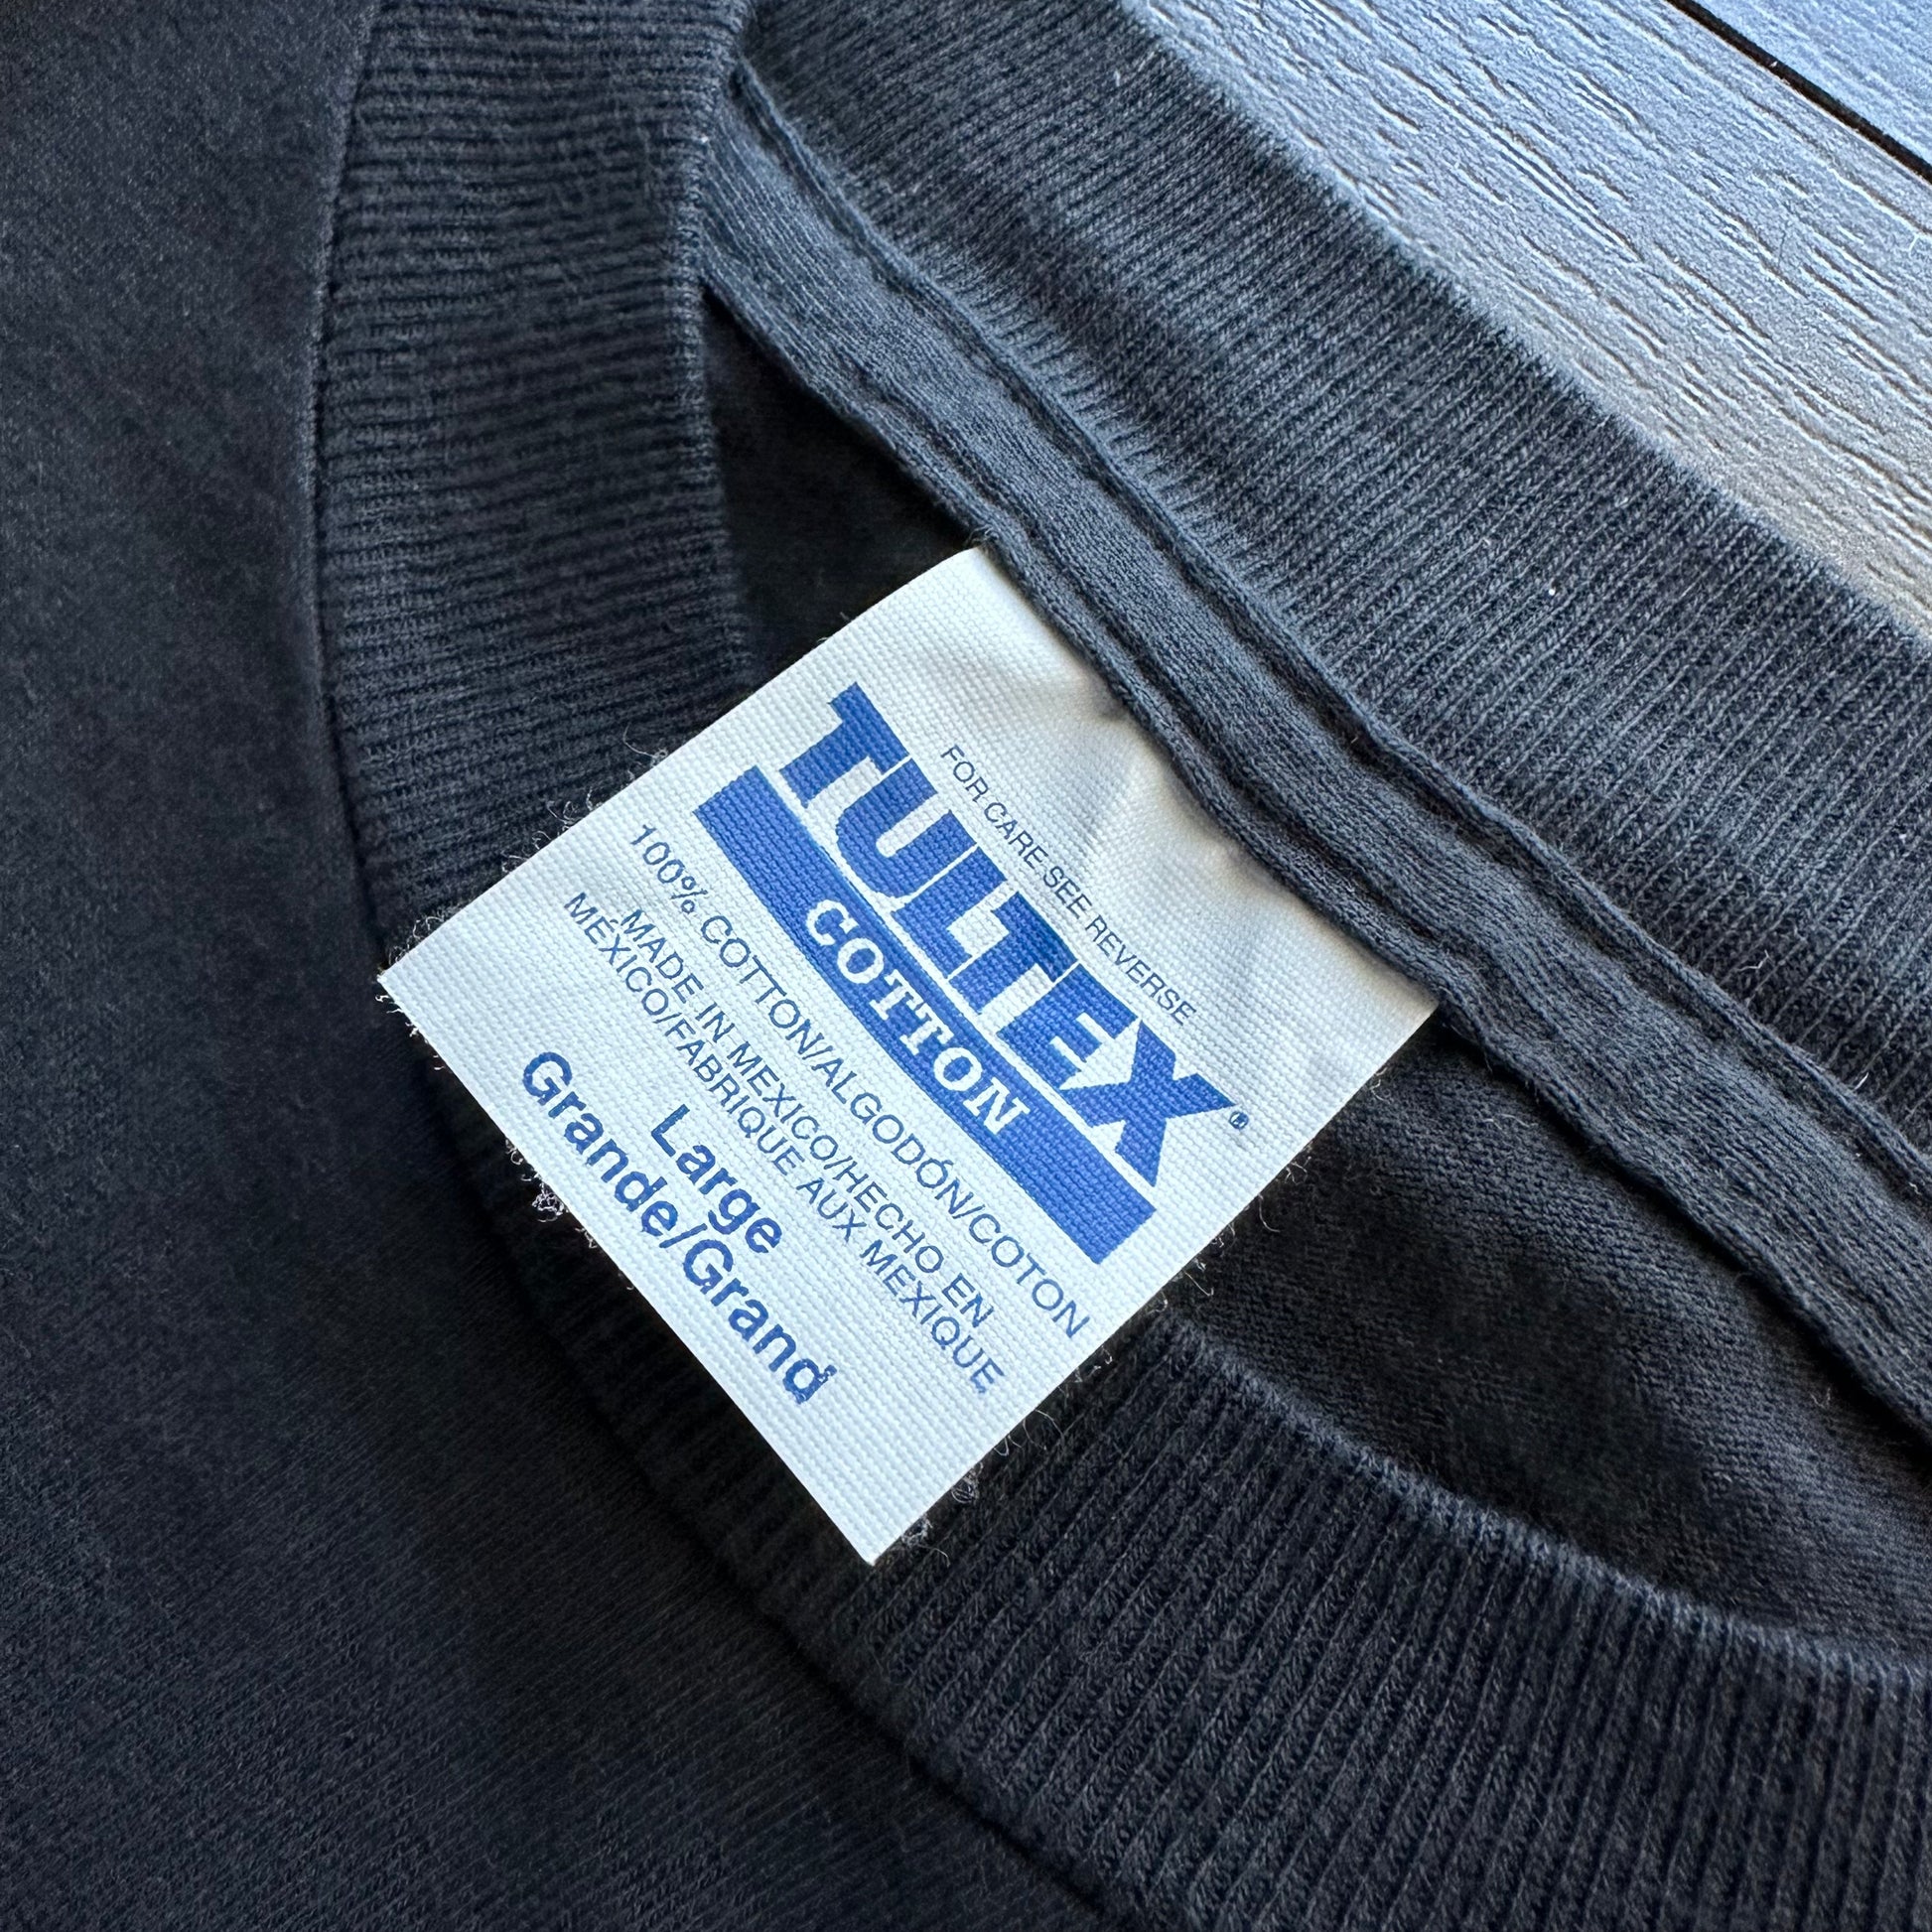 FOR CARE SEE REVERSE
TULTEX®
COTTON
100% COTTON/ALGODÓN/COTON
MADE IN MEXICO/HECHO EN
MÉXICO/FABRIQUE AUX MEXIQUE
Large
Grande/Grand